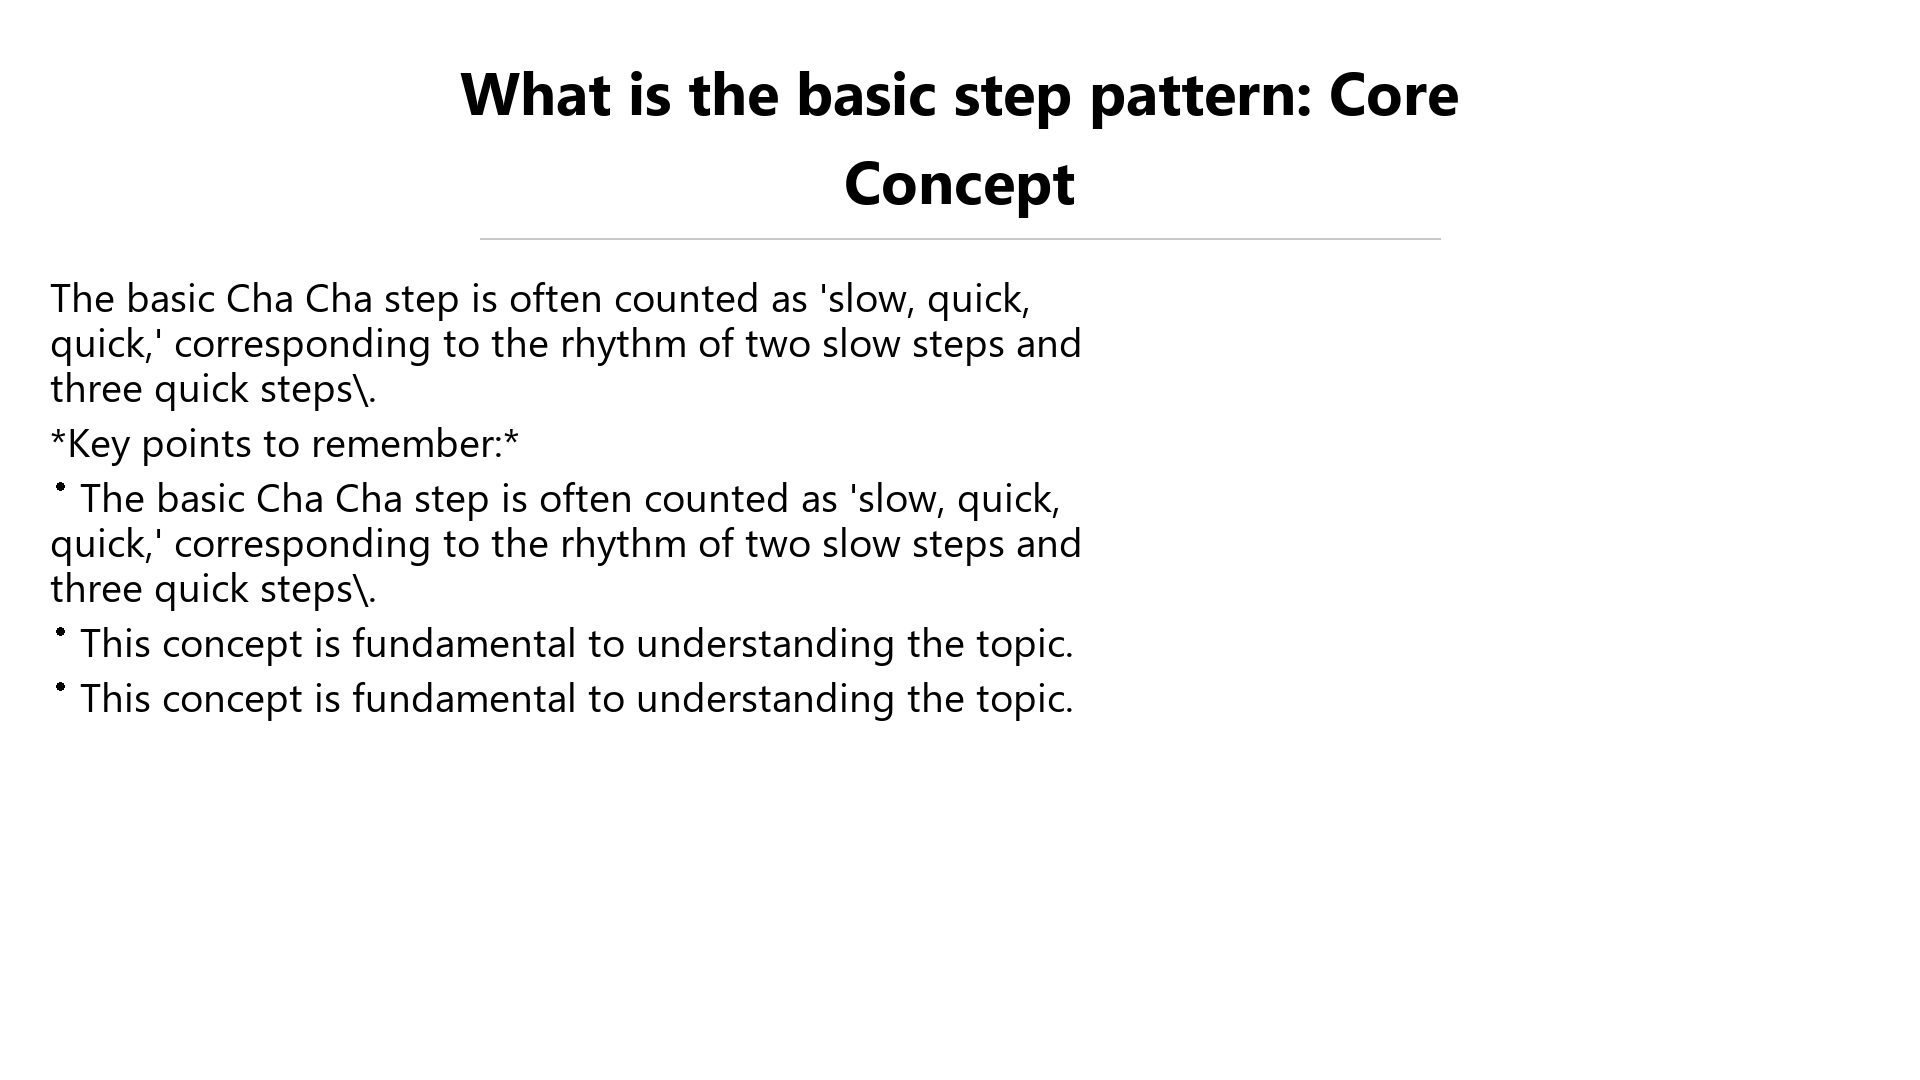 What is the basic step pattern: Core
Concept
The basic Cha Cha step is often counted as 'slow, quick,
quick,' corresponding to the rhythm of two slow steps and
three quick steps\.
*Key points to remember:*
• The basic Cha Cha step is often counted as 'slow, quick,
quick,' corresponding to the rhythm of two slow steps and
three quick steps\.
• This concept is fundamental to understanding the topic.
• This concept is fundamental to understanding the topic.